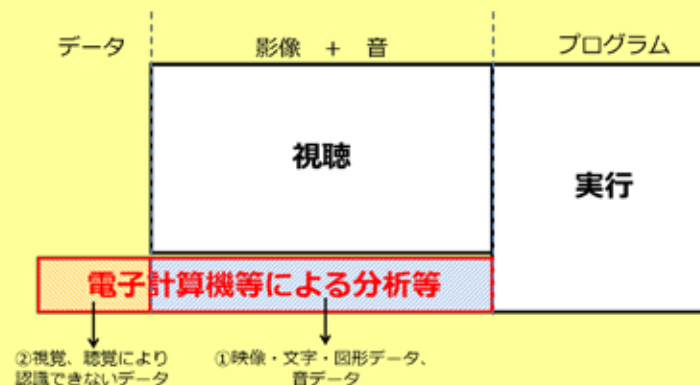 データ
影像 + 音
プログラム
視聴
実行
電子計算機等による分析等
②視覚、聴覚により
認識できないデータ
①映像・文字・図形データ、
音データ